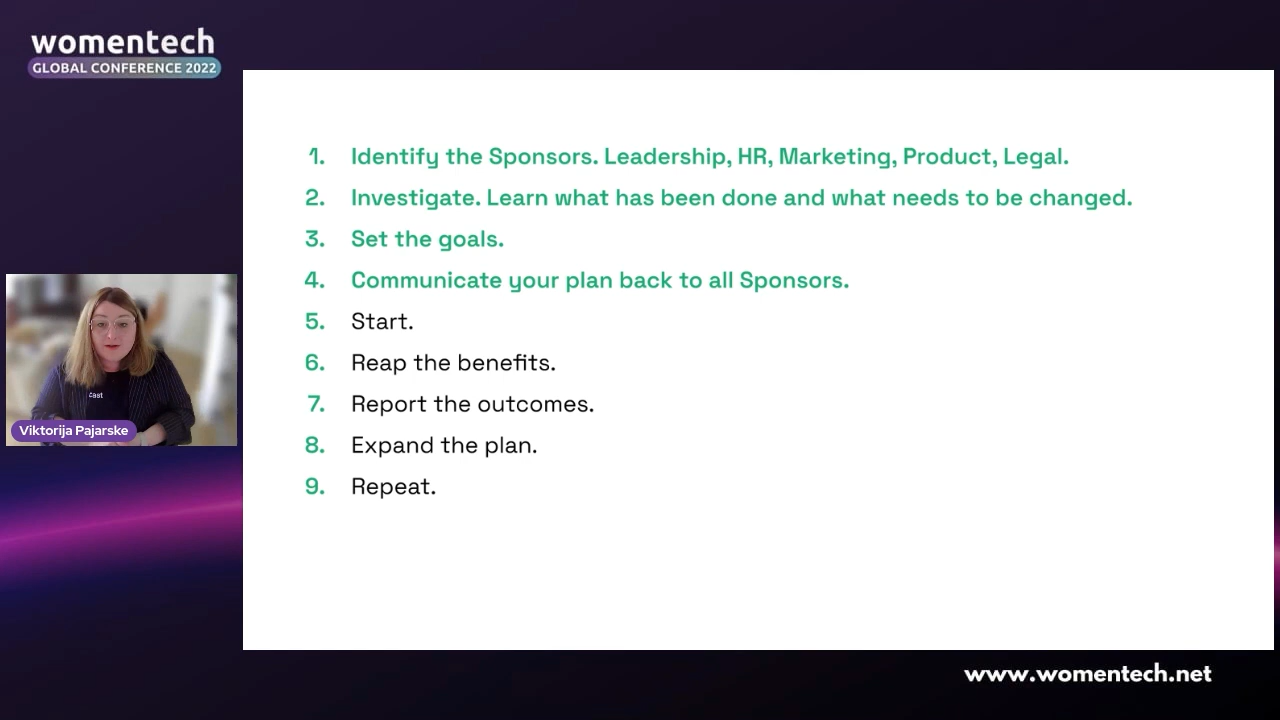 womentech
GLOBAL CONFERENCE 2022
1. Identify the Sponsors. Leadership, HR, Marketing, Product, Legal.
2. Investigate. Learn what has been done and what needs to be changed.
3. Set the goals.
4. Communicate your plan back to all Sponsors.
5. Start.
6. Reap the benefits.
7. Report the outcomes.
8. Expand the plan.
9. Repeat.
Viktorija Pajarske
www.womentech.net